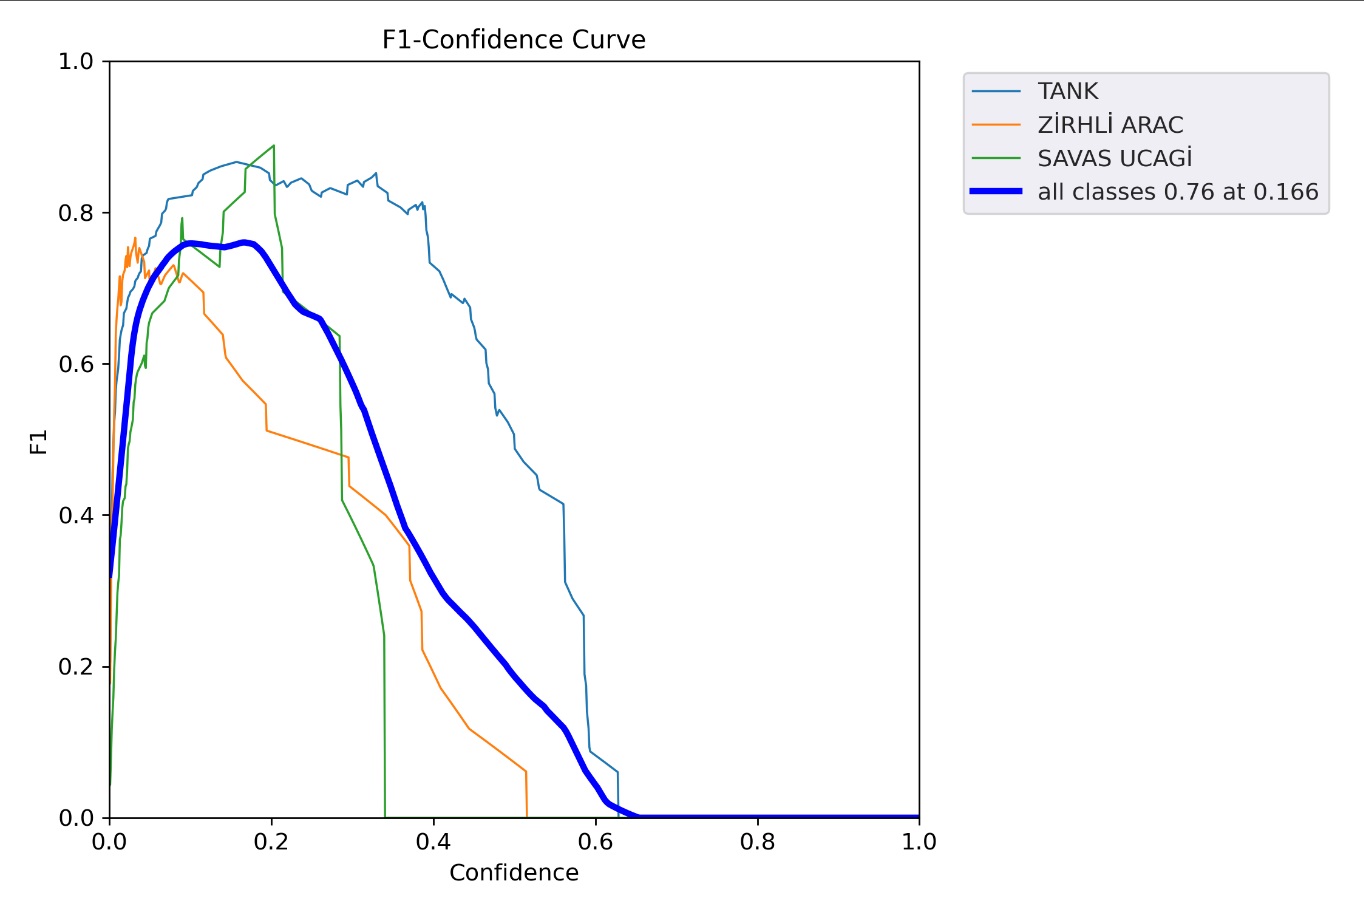 F1-Confidence Curve
1.0
0.8
0.6
0.4
0.2
0.0
F1
0.0 0.2 0.4 0.6 0.8 1.0
Confidence
TANK
ZİRHLİ ARAC
SAVAS UCAGİ
all classes 0.76 at 0.166